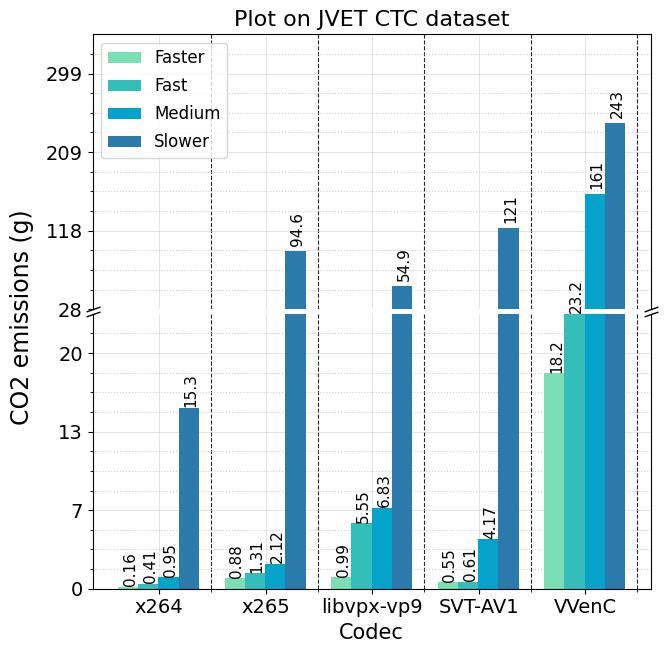 Plot on JVET CTC dataset
Faster
Fast
Medium
Slower
CO2 emissions (g)
299
209
118
28
20
13
7
0
0.16
0.41
0.95
15.3
0.88
1.31
2.12
94.6
0.99
5.55
6.83
54.9
0.55
0.61
4.17
121
18.2
23.2
161
243
x264
x265
libvpx-vp9
SVT-AV1
VVenC
Codec